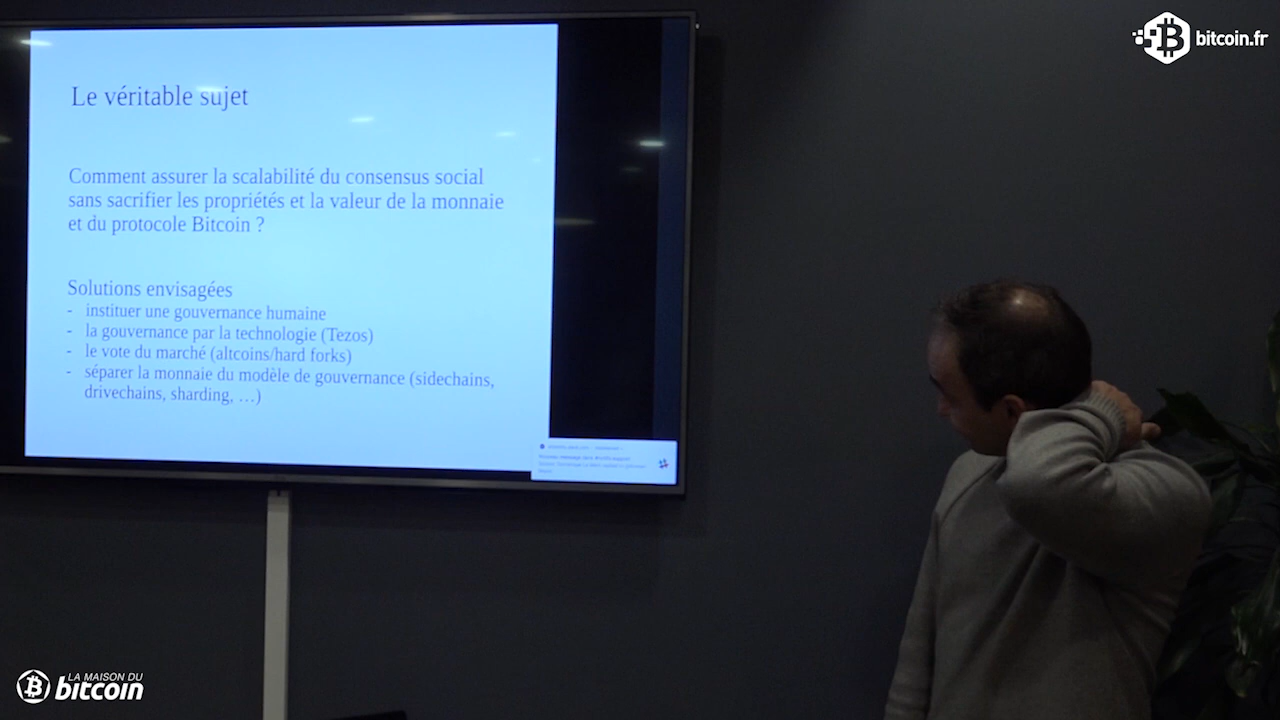 bitcoin.fr
Le véritable sujet
Comment assurer la scalabilité du consensus social
sans sacrifier les propriétés et la valeur de la monnaie
et du protocole Bitcoin ?
Solutions envisagées
- instituer une gouvernance humaine
- la gouvernance par la technologie (Tezos)
- le vote du marché (altcoins/hard forks)
- séparer la monnaie du modèle de gouvernance (sidechains,
drivechains, sharding, …)
LA MAISON DU
bitcoin